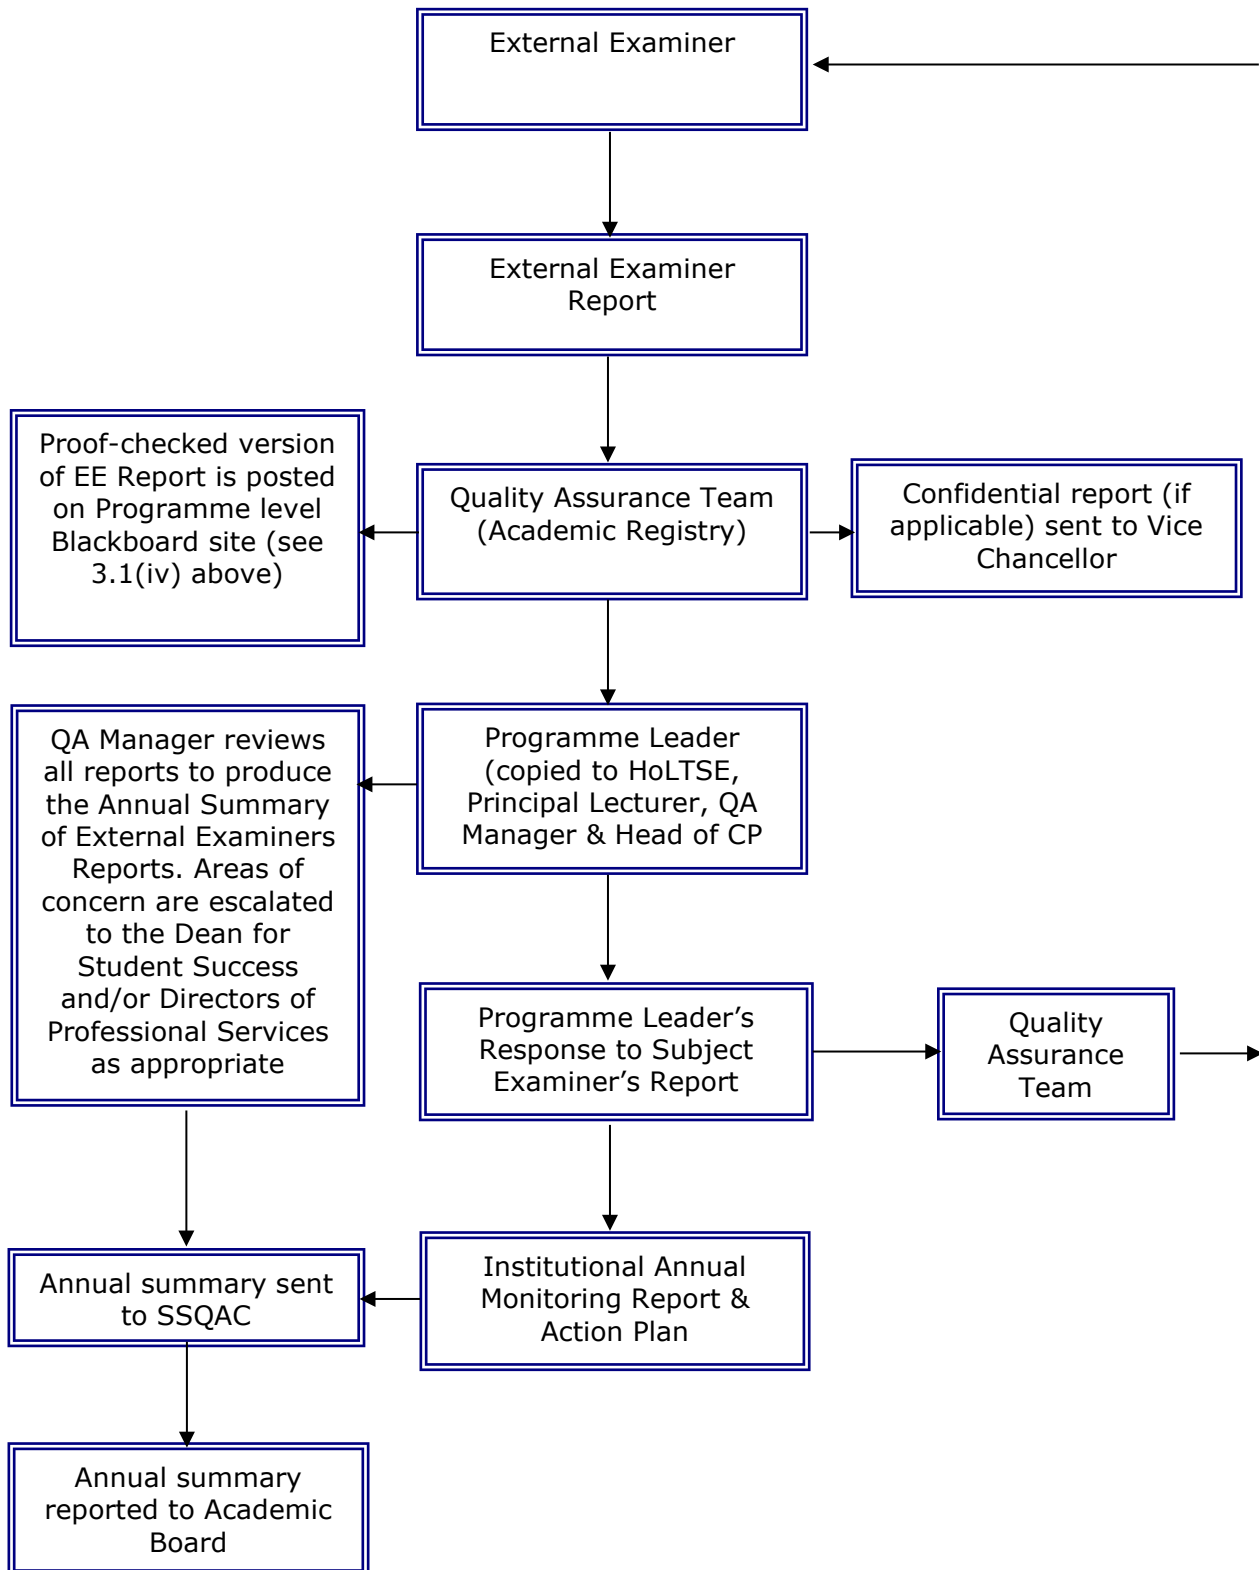 External Examiner
External Examiner
Report
Proof-checked version
of EE Report is posted
on Programme level
Blackboard site (see
3.1(iv) above)
Quality Assurance Team
(Academic Registry)
Confidential report (if
applicable) sent to Vice
Chancellor
QA Manager reviews
all reports to produce
the Annual Summary
of External Examiners
Reports. Areas of
concern are escalated
to the Dean for
Student Success
and/or Directors of
Professional Services
as appropriate
Programme Leader
(copied to HoLTSE,
Principal Lecturer, QA
Manager & Head of CP
Programme Leader’s
Response to Subject
Examiner’s Report
Quality
Assurance
Team
Annual summary sent
to SSQAC
Institutional Annual
Monitoring Report &
Action Plan
Annual summary
reported to Academic
Board